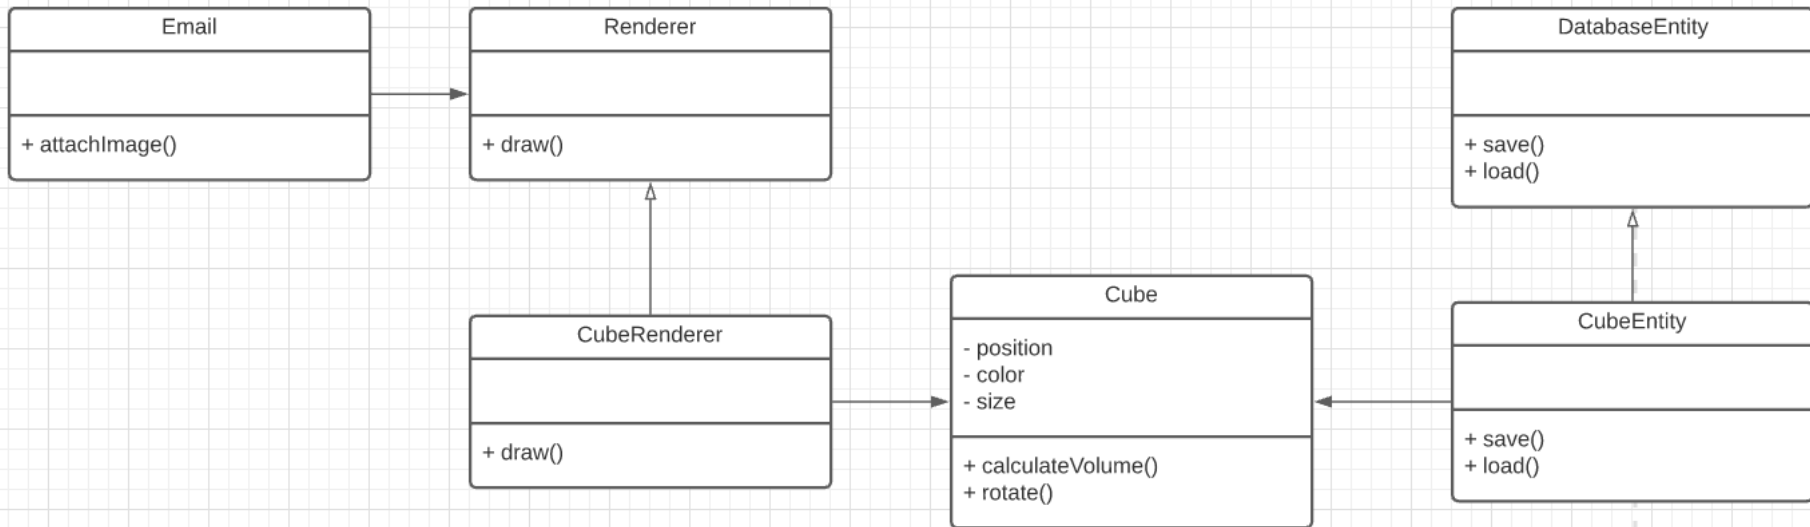 Email
+ attachImage()
Renderer
+ draw()
DatabaseEntity
+ save()
+ load()
CubeRenderer
+ draw()
Cube
- position
- color
- size
+ calculateVolume()
+ rotate()
CubeEntity
+ save()
+ load()